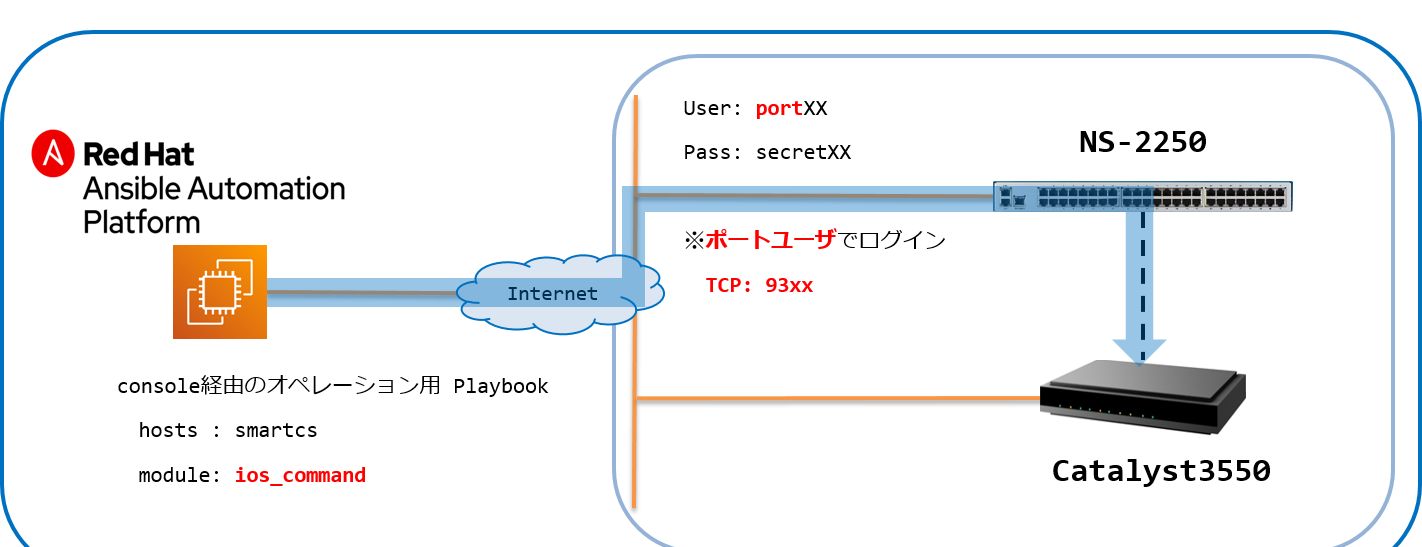 Red Hat
Ansible Automation
Platform
User: portXX
Pass: secretXX
NS-2250
※ポートユーザでログイン
TCP: 93xx
Internet
console経由のオペレーション用 Playbook
hosts : smartcs
module: ios_command
Catalyst3550